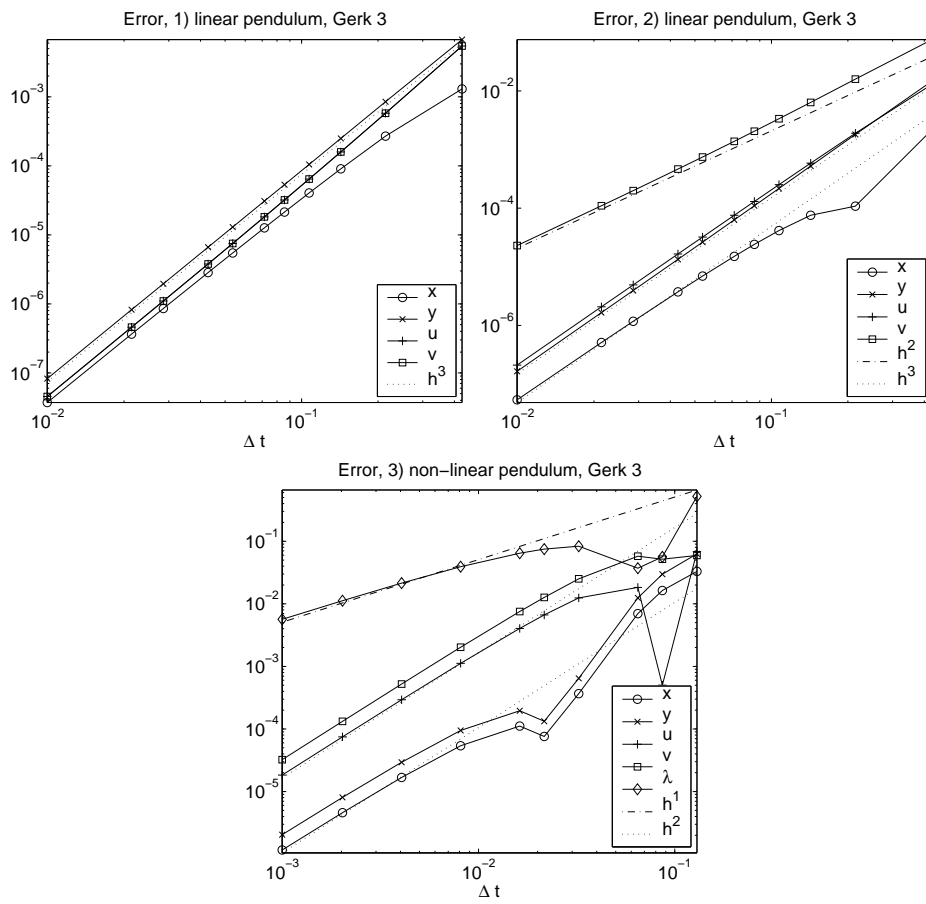 Error, 1) linear pendulum, Gerk 3
10^-3
10^-4
10^-5
10^-6
10^-7
10^-2
10^-1
Δ t
x
y
u
v
h^3
Error, 2) linear pendulum, Gerk 3
10^-2
10^-4
10^-6
10^-2
10^-1
Δ t
x
y
u
v
h^2
h^3
Error, 3) non-linear pendulum, Gerk 3
10^-1
10^-2
10^-3
10^-4
10^-5
10^-3
10^-2
10^-1
Δ t
x
y
u
v
λ
h^1
h^2